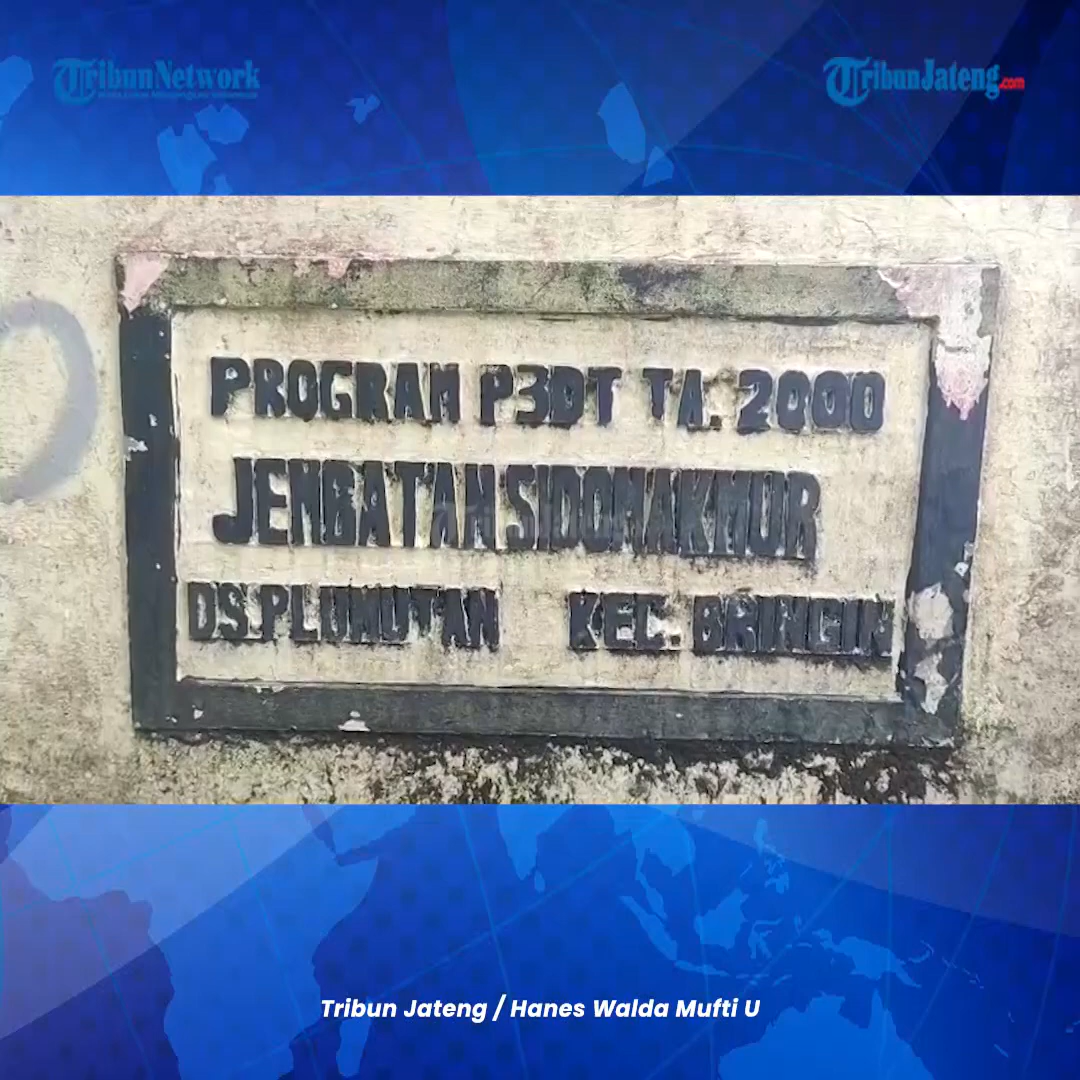 TribunNetwork
TribunJateng.com
PROGRAM P3DT TA. 2000
JEMBATAN SIDOMAKMUR
DS.PLUMUTAN KEC. BRINGIN
Tribun Jateng / Hanes Walda Mufti U